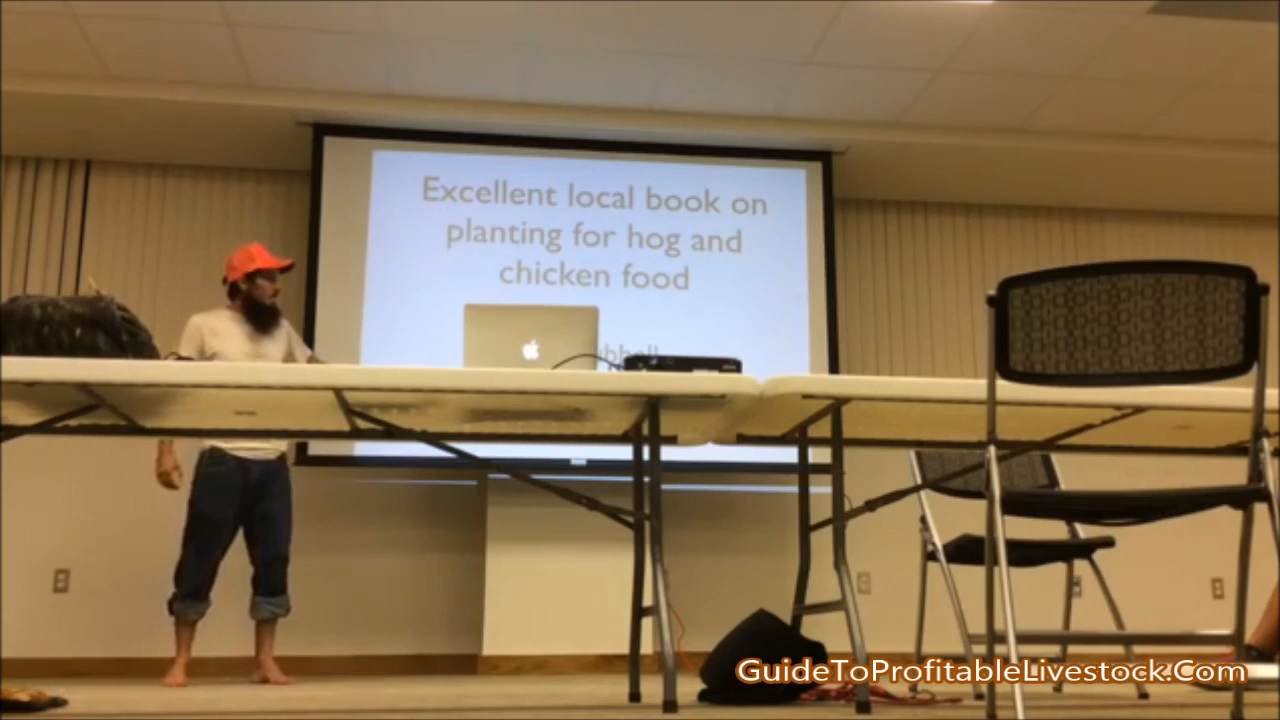 Excellent local book on
planting for hog and
chicken food
GuideToProfitableLivestock.Com